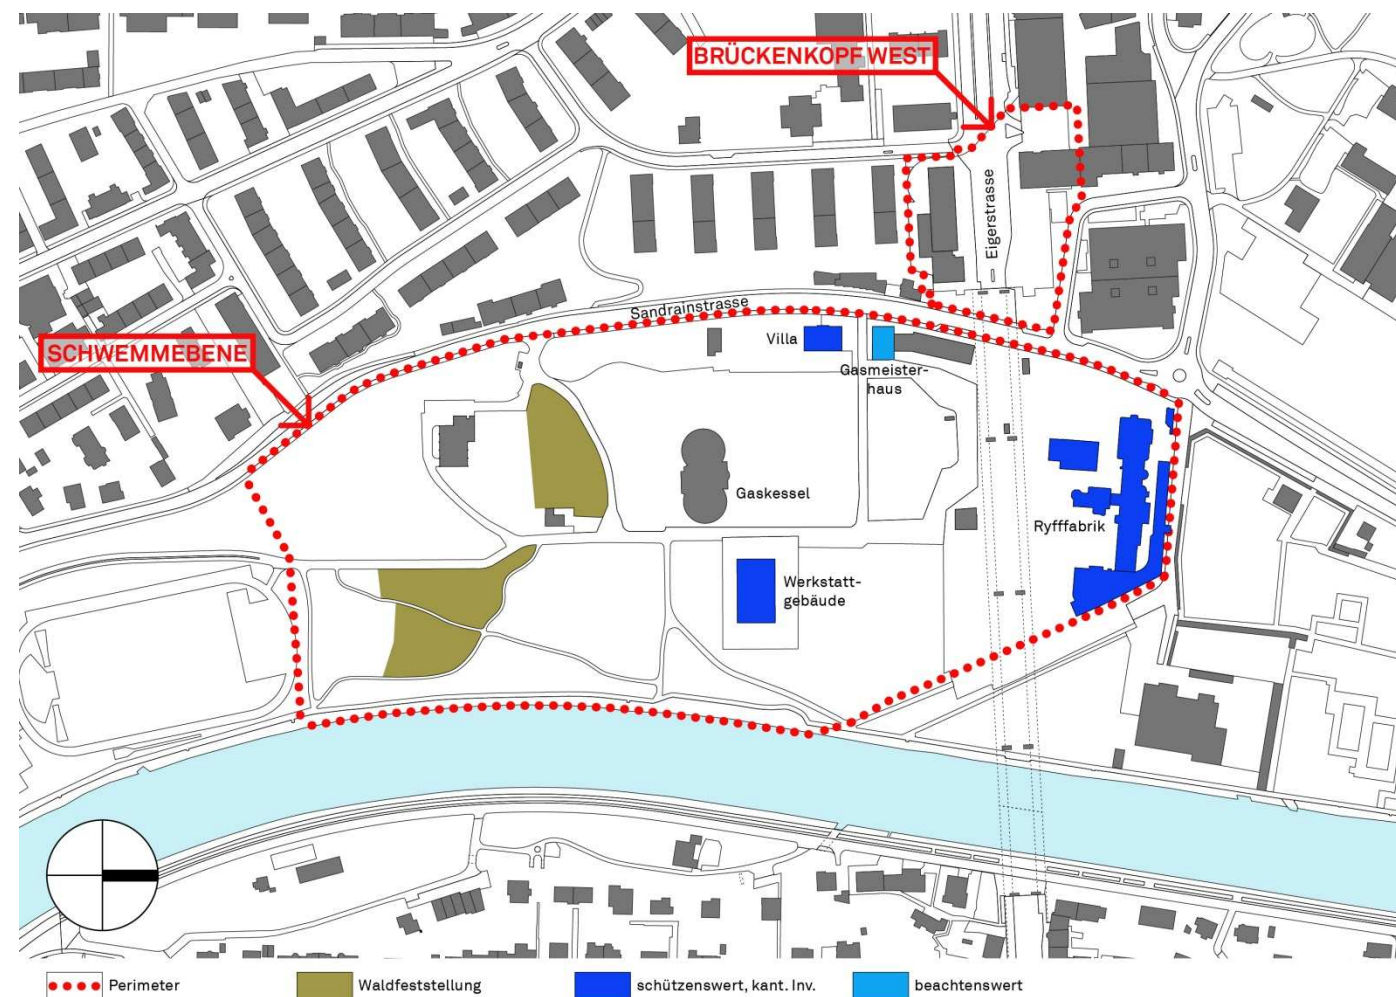 BRÜCKENKOPF WEST
Eigerstrasse
Sandrainstrasse
SCHWEMMEBENE
Villa
Gasmeister-
haus
Gaskessel
Ryfffabrik
Werkstatt-
gebäude
Perimeter
Waldfeststellung
schützenswert, kant. Inv.
beachtenswert